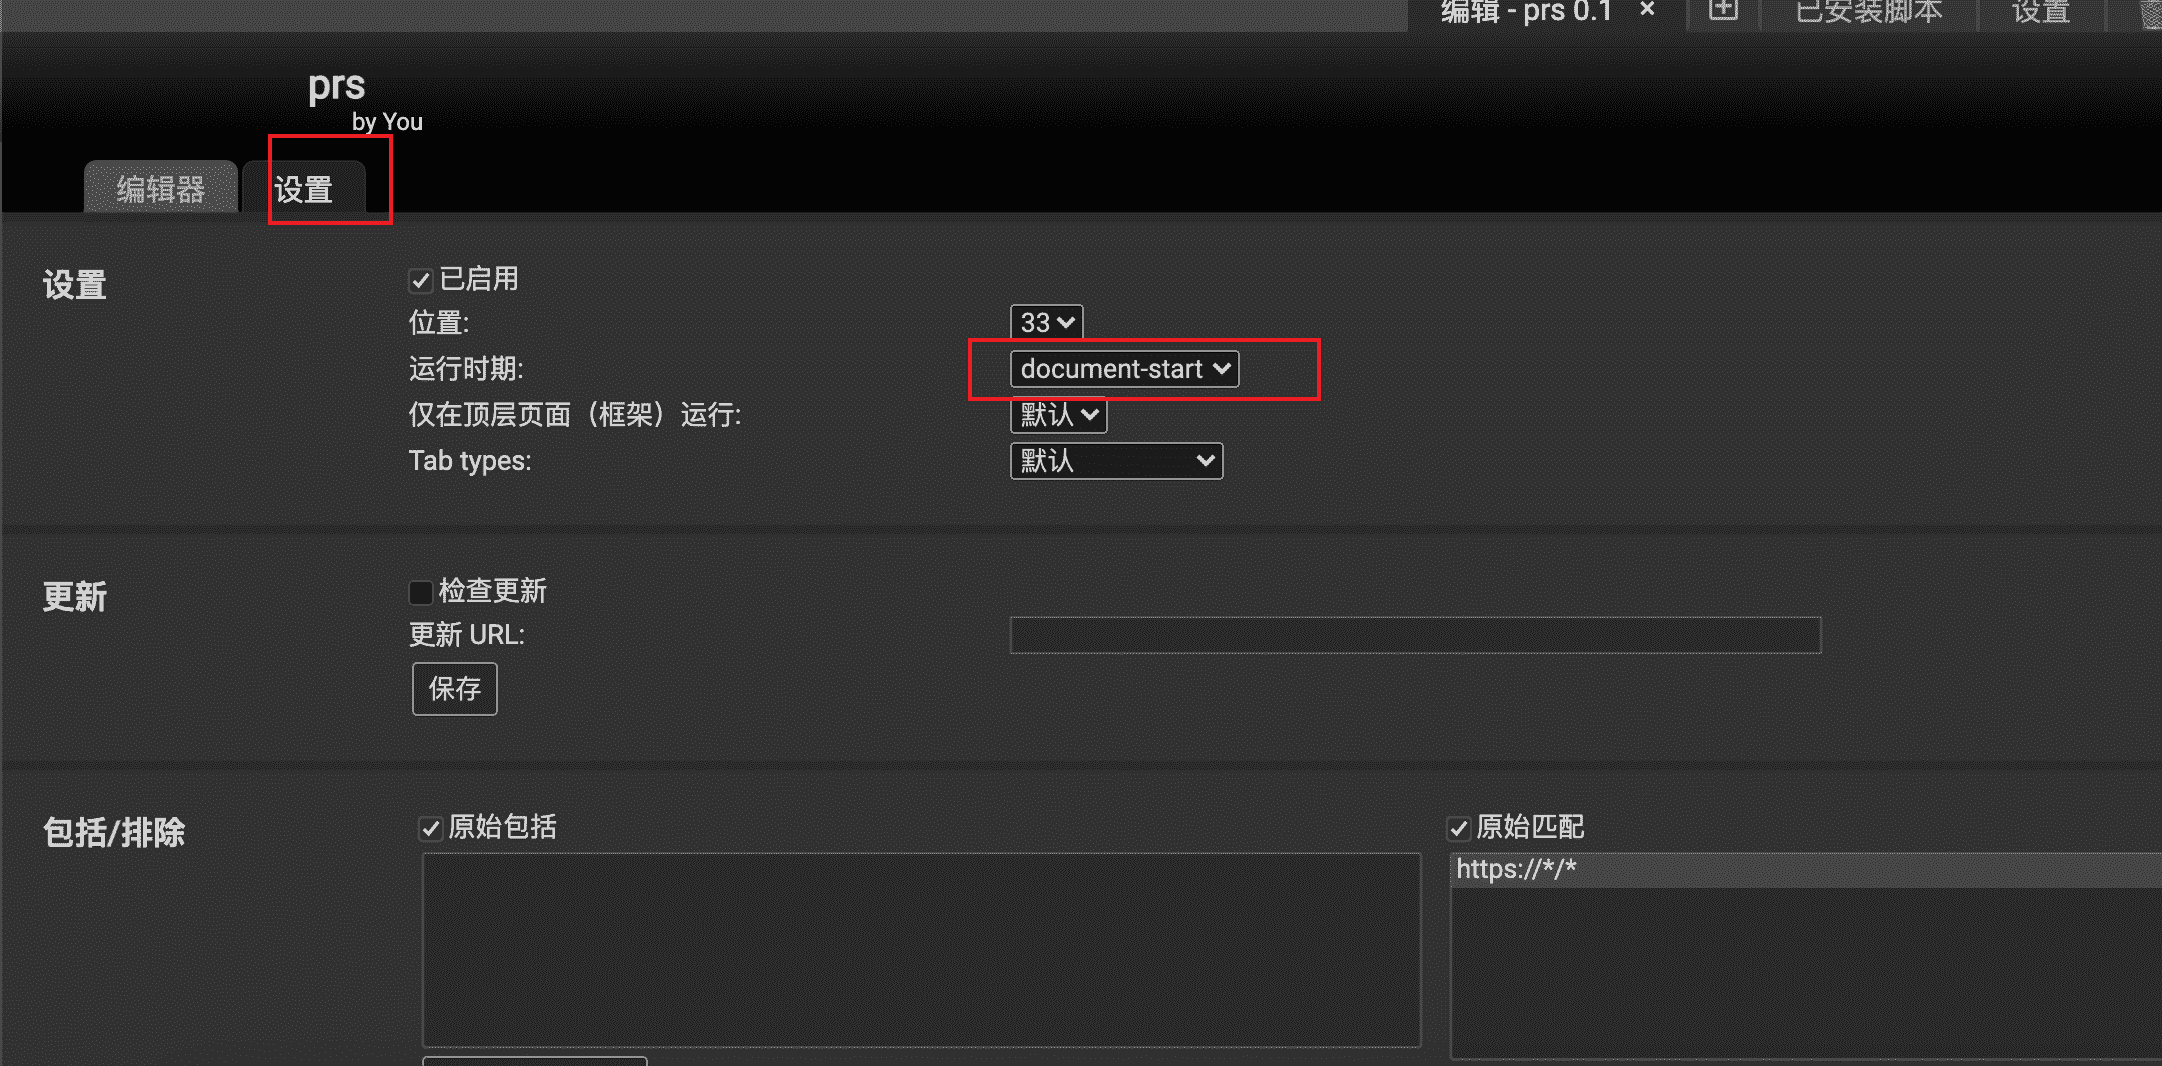 编辑 - prs 0.1 × 已安装脚本 设置
prs
by You
编辑器 设置
设置
已启用
位置: 33
运行时期: document-start
仅在顶层页面（框架）运行: 默认
Tab types: 默认
更新
检查更新
更新 URL:
保存
包括/排除
原始包括 原始匹配
https://*/*